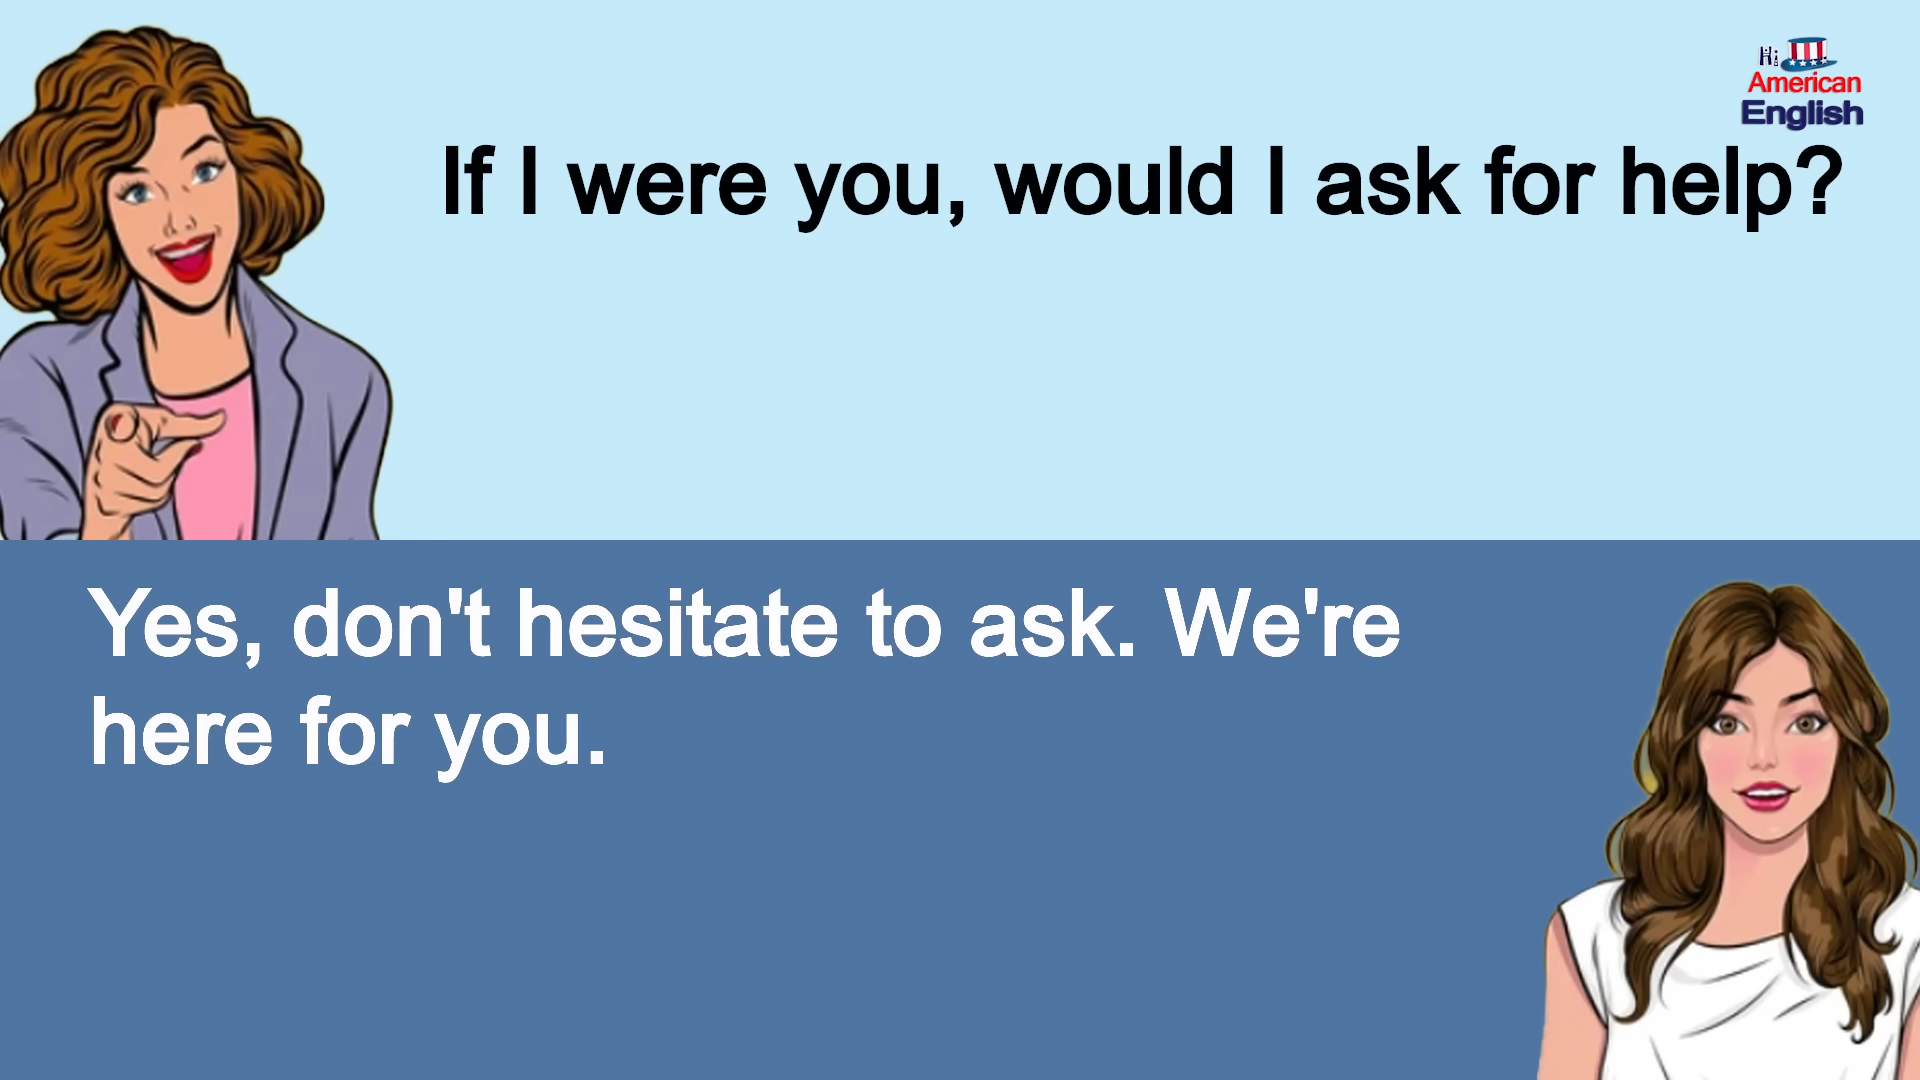 Hi
American
English
If I were you, would I ask for help?
Yes, don't hesitate to ask. We're
here for you.